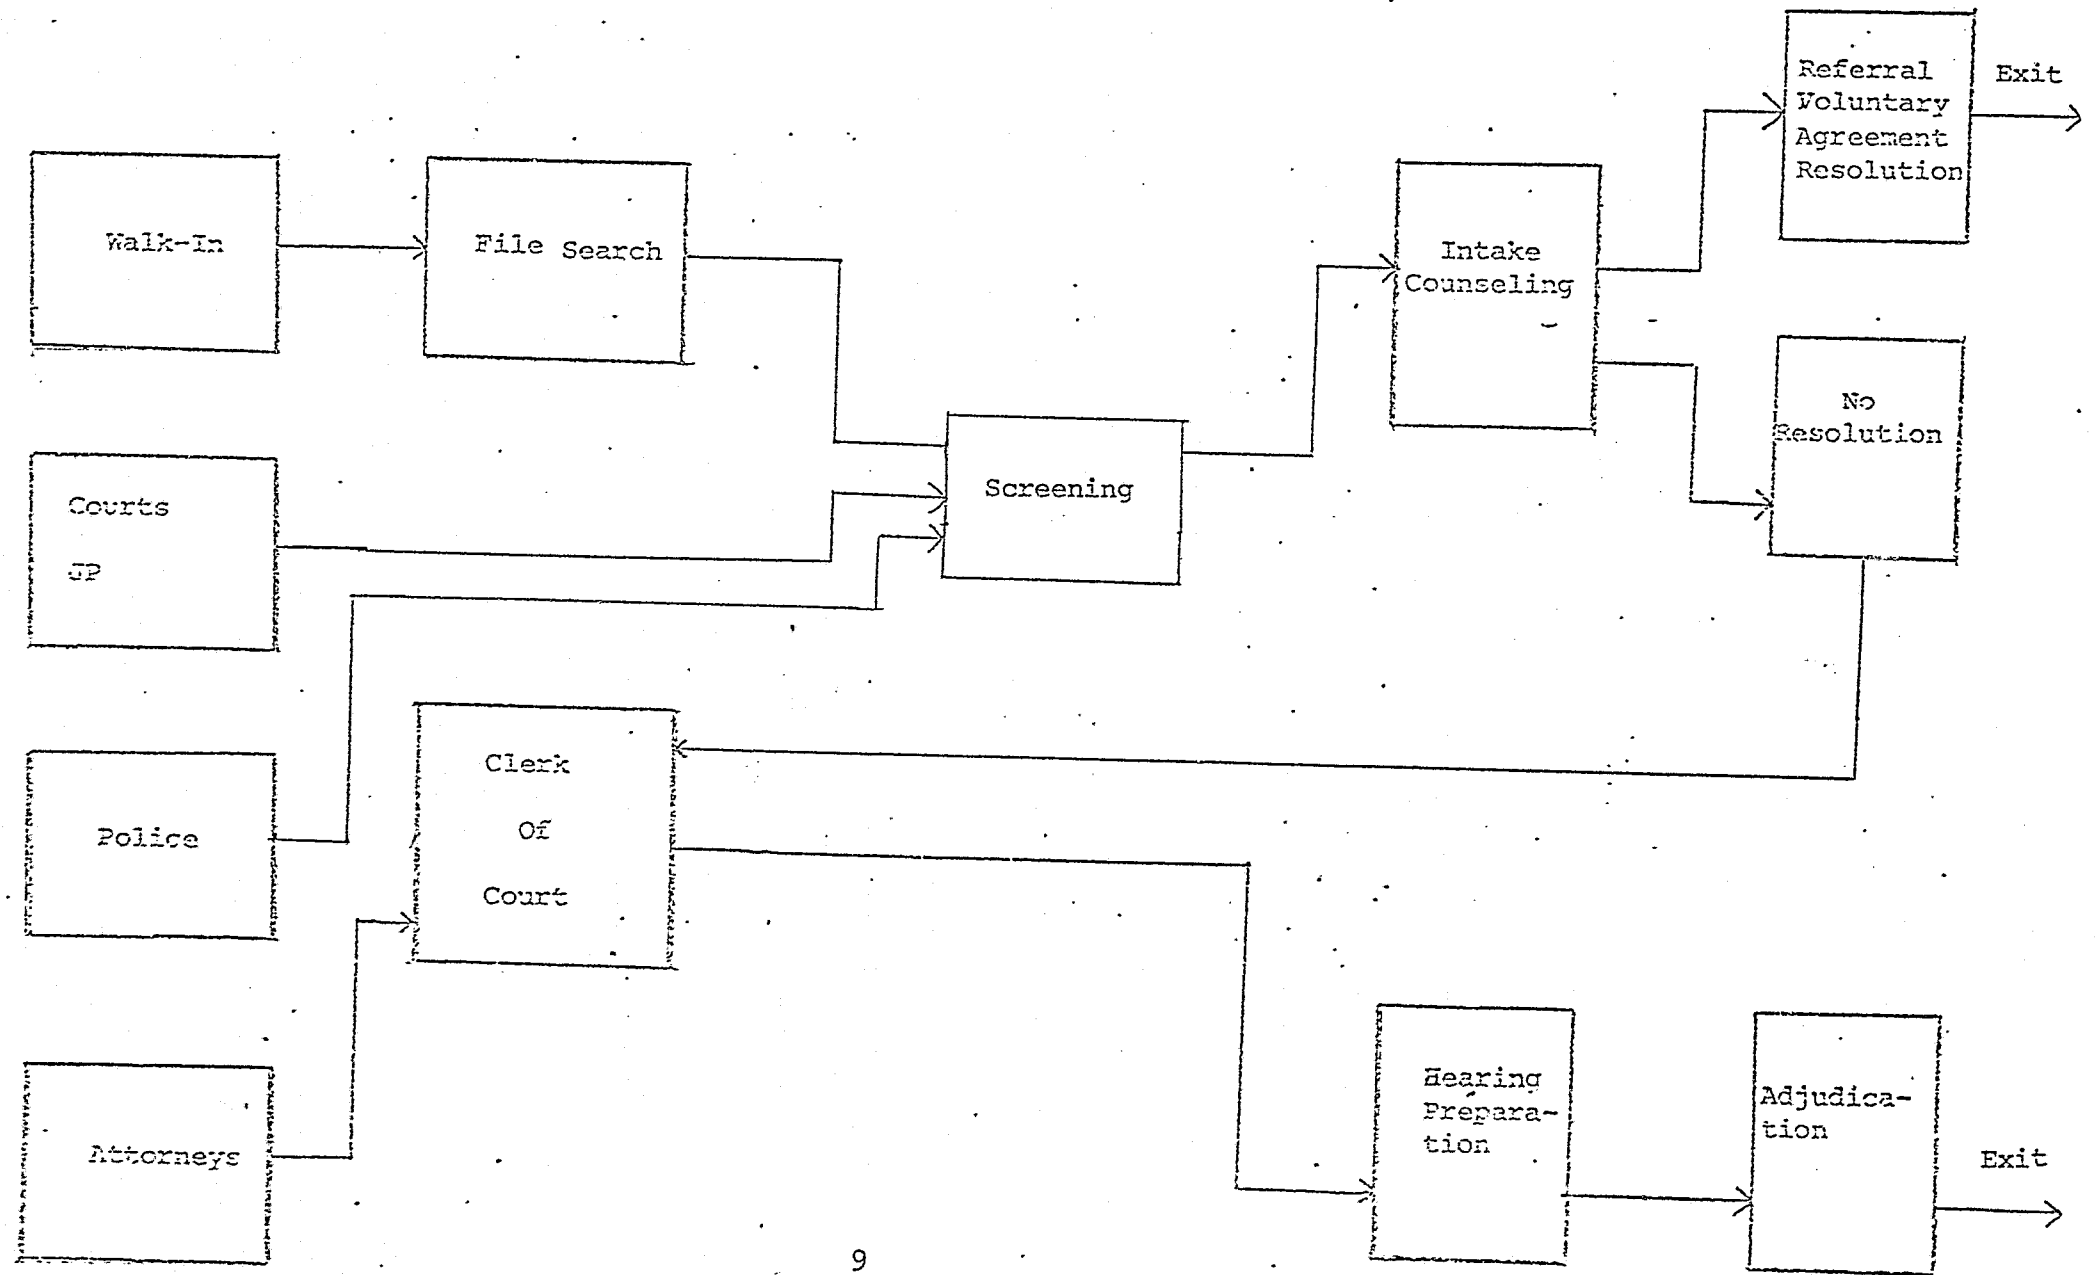 Referral
Voluntary
Agreement
Resolution
Exit
Walk-In
File Search
Intake
Counseling
No
Resolution
Screening
Courts
JP
Clerk
Of
Court
Police
Attorneys
Hearing
Prepara-
tion
Adjudica-
tion
Exit
9